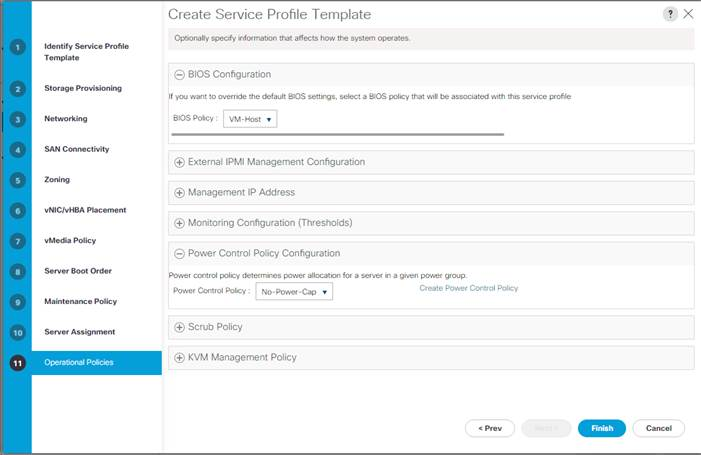 Create Service Profile Template
?
Optionally specify information that affects how the system operates.
1 Identify Service Profile
Template
2 Storage Provisioning
3 Networking
4 SAN Connectivity
5 Zoning
6 vNIC/vHBA Placement
7 vMedia Policy
8 Server Boot Order
9 Maintenance Policy
10 Server Assignment
11 Operational Policies
BIOS Configuration
If you want to override the default BIOS settings, select a BIOS policy that will be associated with this service profile
BIOS Policy : VM-Host
External IPMI Management Configuration
Management IP Address
Monitoring Configuration (Thresholds)
Power Control Policy Configuration
Power control policy determines power allocation for a server in a given power group.
Power Control Policy : No-Power-Cap Create Power Control Policy
Scrub Policy
KVM Management Policy
< Prev Next > Finish Cancel